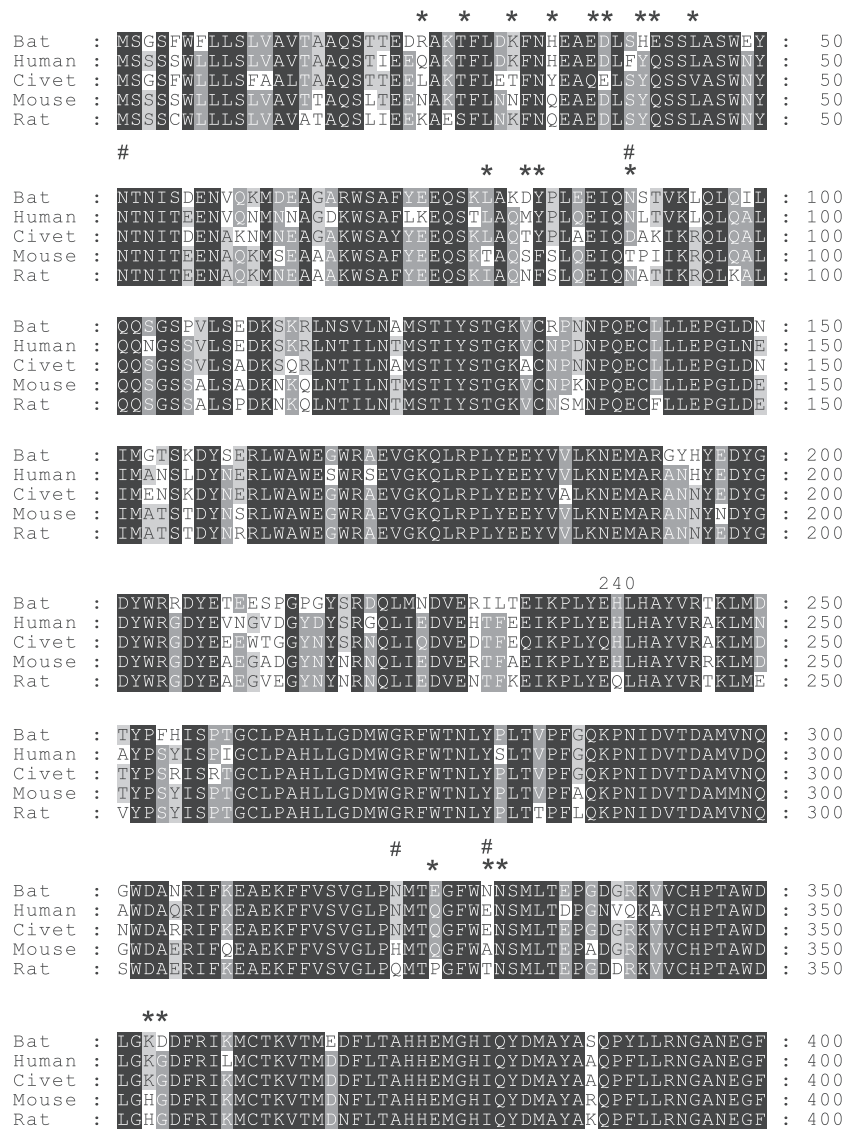 * * * * ** ** *
Bat : MSGSFWFLLSLVAVTAAQSTTEDRAKTFLDKFNHEAEDLSHESSLASWEY : 50
Human : MSSSSWLLLSLVAVTAAQSTIEEQAKTFLDKFNHEAEDLFYQSSLASWNY : 50
Civet : MSGSFWLLLSFAALTAAQSTTEELAKTFLETFNYEAQELSYQSSVASWNY : 50
Mouse : MSSSSWLLLSLVAVTTAQSLTEENAKTFLNNFNQEAEDLSYQSSLASWNY : 50
Rat : MSSSCWLLLSLVAVATAQSLIEEKAESFLNKFNQEAEDLSYQSSLASWNY : 50
# #
* ** *
Bat : NTNISDENVQKMDEAGARWSAFYEEQSKLAKDYPLEEIQNSTVKLQLQIL : 100
Human : NTNITEENVQNMNNAGDKWSAFLKEQSTLAQMYPLQEIQNLTVKLQLQAL : 100
Civet : NTNITDENAKNMNEAGAKWSAYYEEQSKLAQTYPLAEIQDAKIKRQLQAL : 100
Mouse : NTNITEENAQKMSEAAAKWSAFYEEQSKTAQSFSLQEIQTPIIKRQLQAL : 100
Rat : NTNITEENAQKMNEAAAKWSAFYEEQSKIAQNFSLQEIQNATIKRQLKAL : 100
Bat : QQSGSPVLSEDKSKRLNSVLNAMSTIYSTGKVCRPNNPQECLLLEPGLDN : 150
Human : QQNGSSVLSEDKSKRLNTILNTMSTIYSTGKVCNPDNPQECLLLEPGLNE : 150
Civet : QQSGSSVLSADKSQRLNTILNAMSTIYSTGKACNPNNPQECLLLEPGLDN : 150
Mouse : QQSGSSALSADKNKQLNTILNTMSTIYSTGKVCNPKNPQECLLLEPGLDE : 150
Rat : QQSGSSALSPDKNKQLNTILNTMSTIYSTGKVCNSMNPQECFLLEPGLDE : 150
Bat : IMGTSKDYSERLWAWEGWRAEVGKQLRPLYEEYVVLKNEMARGYHYEDYG : 200
Human : IMANSLDYNERLWAWESWRSEVGKQLRPLYEEYVVLKNEMARANHYEDYG : 200
Civet : IMENSKDYNERLWAWEGWRAEVGKQLRPLYEEYVALKNEMARANNYEDYG : 200
Mouse : IMATSTDYNSRLWAWEGWRAEVGKQLRPLYEEYVVLKNEMARANNYNDYG : 200
Rat : IMATSTDYNRRLWAWEGWRAEVGKQLRPLYEEYVVLKNEMARANNYEDYG : 200
240
Bat : DYWRRDYETEESPGPGYSRDQLMNDVERILTEIKPLYEHLHAYVRTKLMD : 250
Human : DYWRGDYEVNGVDGYDYSRGQLIEDVEHTFEEIKPLYEHLHAYVRAKLMN : 250
Civet : DYWRGDYEEEWTGGYNYSRNQLIQDVEDTFEQIKPLYEHLHAYVRAKLMD : 250
Mouse : DYWRGDYEAEGADGYNYNRNQLIEDVERTFAEIKPLYEHLHAYVRRKLMD : 250
Rat : DYWRGDYEAEGVEGYNYNRNQLIEDVENTFKEIKPLYEQLHAYVRTKLME : 250
Bat : TYPFHISPTGCLPAHLLGDMWGRFWTNLYPLTVPFGQKPNIDVTDAMVNQ : 300
Human : AYPSYISPIGCLPAHLLGDMWGRFWTNLYSLTVPFGQKPNIDVTDAMVDQ : 300
Civet : TYPSRISRTGCLPAHLLGDMWGRFWTNLYPLTVPFGQKPNIDVTDAMMNQ : 300
Mouse : TYPSYISPTGCLPAHLLGDMWGRFWTNLYPLTVPFAQKPNIDVTDAMMNQ : 300
Rat : VYPSYISPTGCLPAHLLGDMWGRFWTNLYPLTTPFLQKPNIDVTDAMVNQ : 300
# #
* **
Bat : GWDANRIFKEAEKFFVSVGLPNMTEGFWNNSMLTEPGDGRKVVCHPTAWD : 350
Human : AWDAQRIFKEAEKFFVSVGLPNMTQGFWENSMLTDPGNVQKAVCHPTAWD : 350
Civet : NWDARRIFKEAEKFFVSVGLPNMTQGFWENSMLTEPGDGRKVVCHPTAWD : 350
Mouse : GWDAERIFQEAEKFFVSVGLPHMTQGFWANSMLTEPADGRKVVCHPTAWD : 350
Rat : SWDAERIFKEAEKFFVSVGLPQMTPGFWTNSMLTEPGDDRKVVCHPTAWD : 350
**
Bat : LGKDDFRIKMCTKVTMEDFLTAHHEMGHIQYDMAYASQPYLLRNGANEGF : 400
Human : LGKGDFRILMCTKVTMDDFLTAHHEMGHIQYDMAYAAQPFLLRNGANEGF : 400
Civet : LGKGDFRIKMCTKVTMDDFLTAHHEMGHIQYDMAYAAQPFLLRNGANEGF : 400
Mouse : LGHGDFRIKMCTKVTMDNFLTAHHEMGHIQYDMAYARQPFLLRNGANEGF : 400
Rat : LGHGDFRIKMCTKVTMDNFLTAHHEMGHIQYDMAYAKQPFLLRNGANEGF : 400